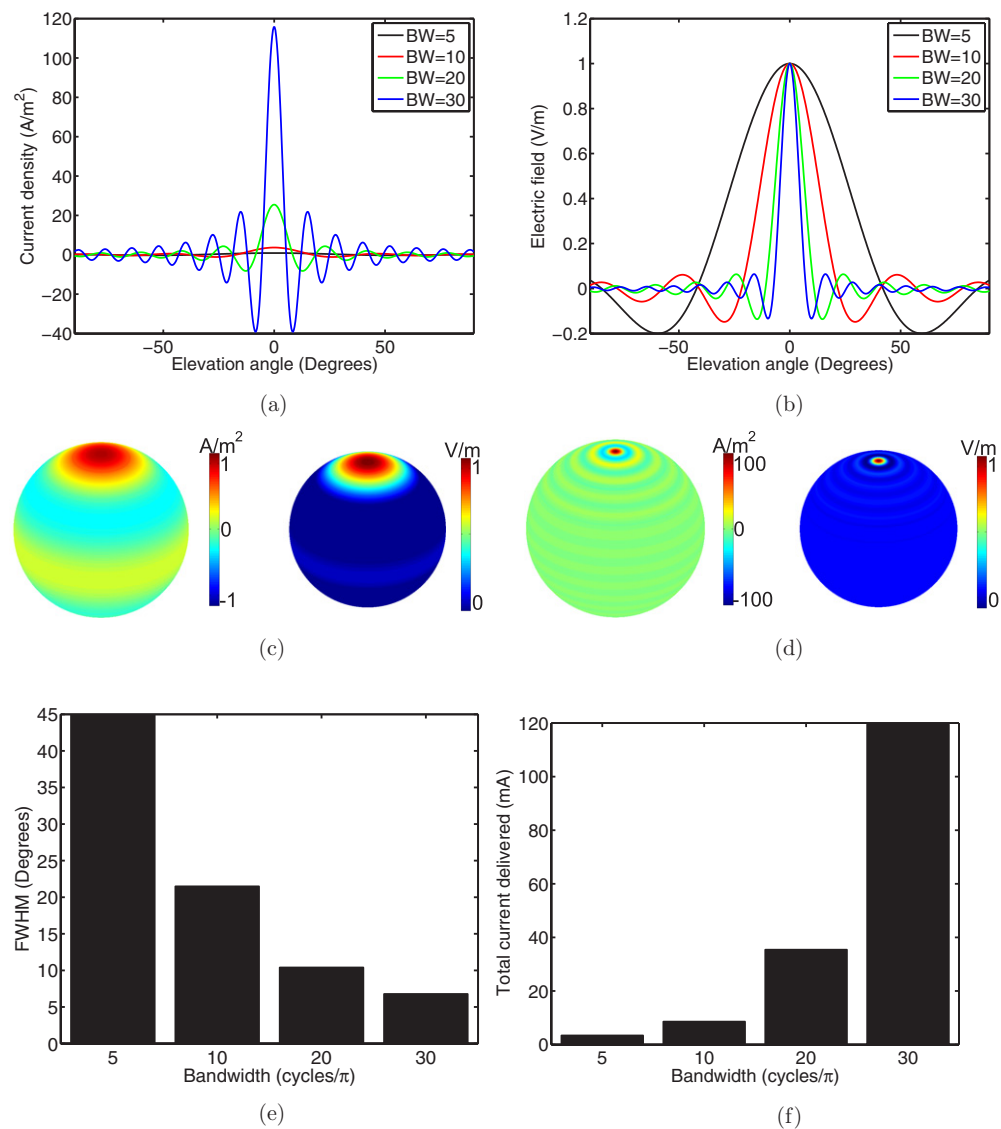 120
100
80
60
40
20
0
−20
−40
−50
0
50
Current density (A/m²)
Elevation angle (Degrees)
BW=5
BW=10
BW=20
BW=30
(a)
1.2
1
0.8
0.6
0.4
0.2
0
−0.2
−50
0
50
Electric field (V/m)
Elevation angle (Degrees)
BW=5
BW=10
BW=20
BW=30
(b)
A/m²
1
0
-1
V/m
1
0
(c)
A/m²
100
0
-100
V/m
1
0
(d)
45
40
35
30
25
20
15
10
5
0
5
10
20
30
FWHM (Degrees)
Bandwidth (cycles/π)
(e)
120
100
80
60
40
20
0
5
10
20
30
Total current delivered (mA)
Bandwidth (cycles/π)
(f)